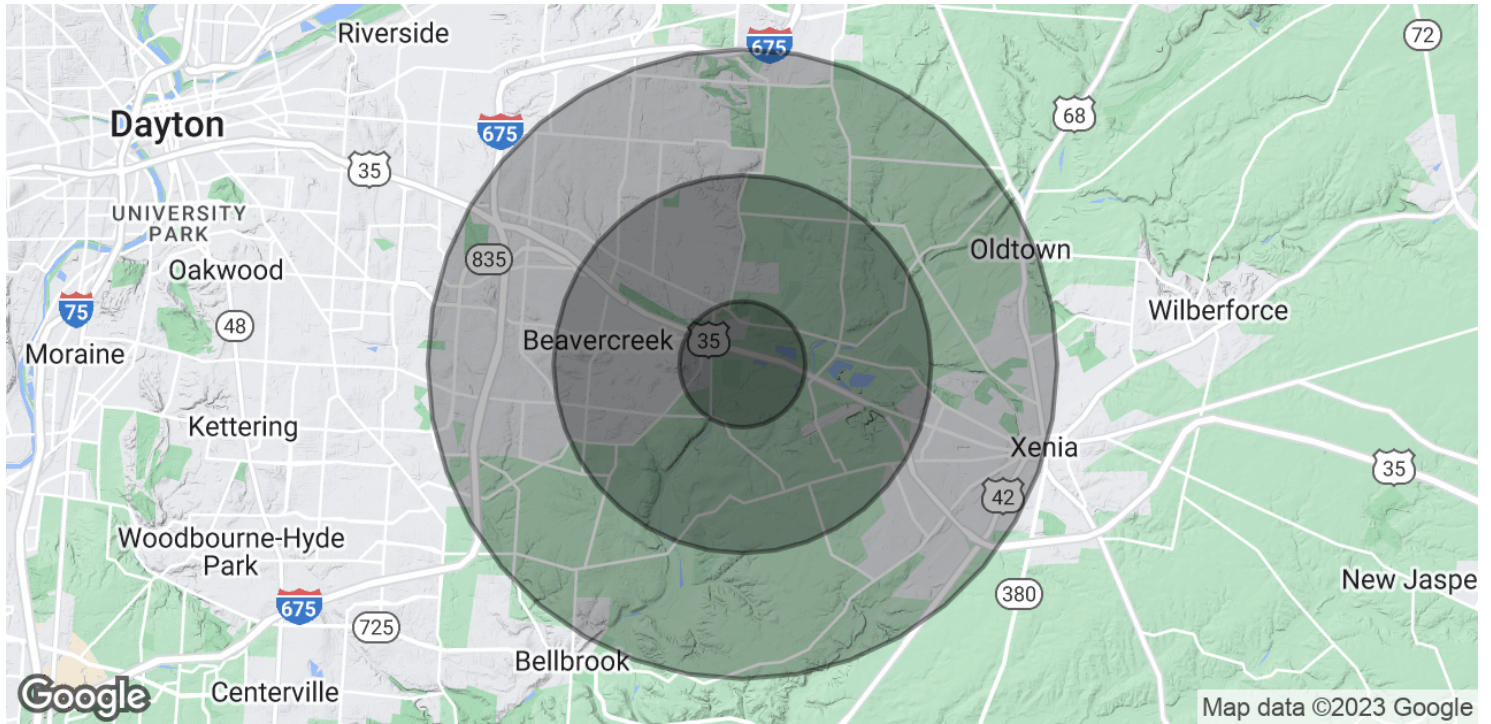 Riverside
675
72
Dayton
675
68
35
UNIVERSITY
PARK
835
Oldtown
Oakwood
75
48
Wilberforce
Beavercreek
35
Moraine
Kettering
Xenia
35
42
Woodbourne-Hyde
Park
New Jaspe
675
380
725
Bellbrook
Google
Centerville
Map data ©2023 Google